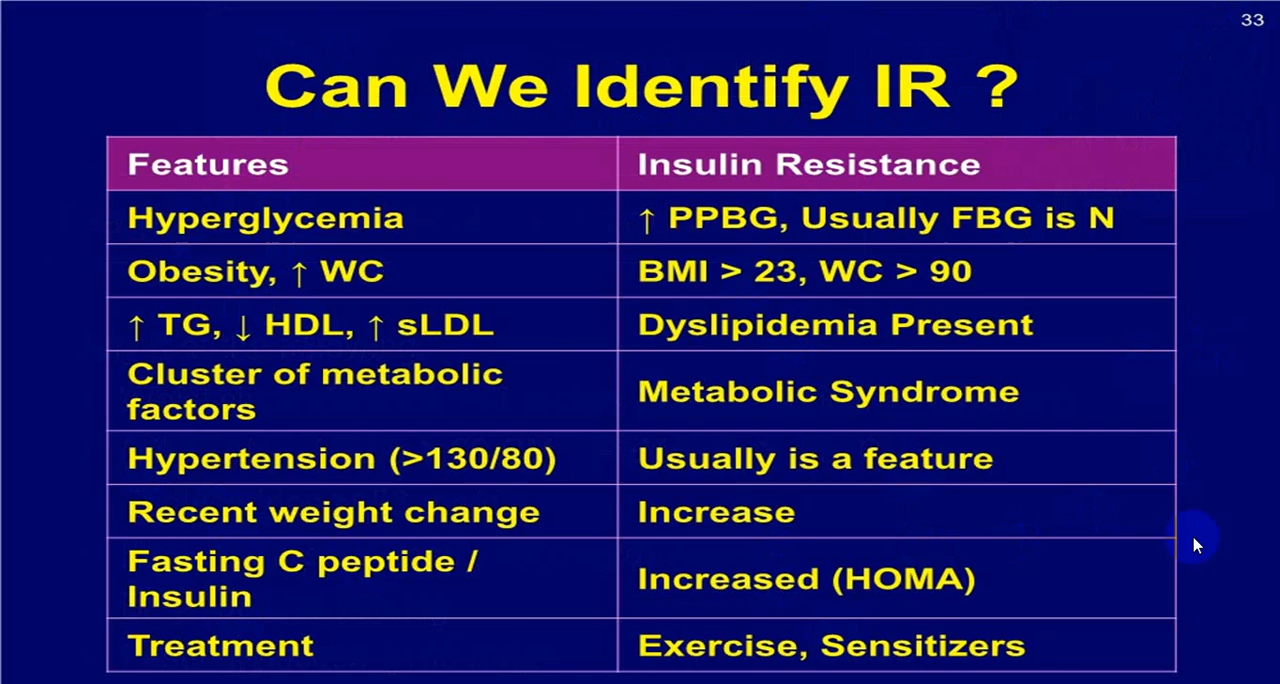 33
Can We Identify IR ?
Features Insulin Resistance
Hyperglycemia ↑ PPBG, Usually FBG is N
Obesity, ↑ WC BMI > 23, WC > 90
↑ TG, ↓ HDL, ↑ sLDL Dyslipidemia Present
Cluster of metabolic
factors
Metabolic Syndrome
Hypertension (>130/80) Usually is a feature
Recent weight change Increase
Fasting C peptide /
Insulin
Increased (HOMA)
Treatment Exercise, Sensitizers